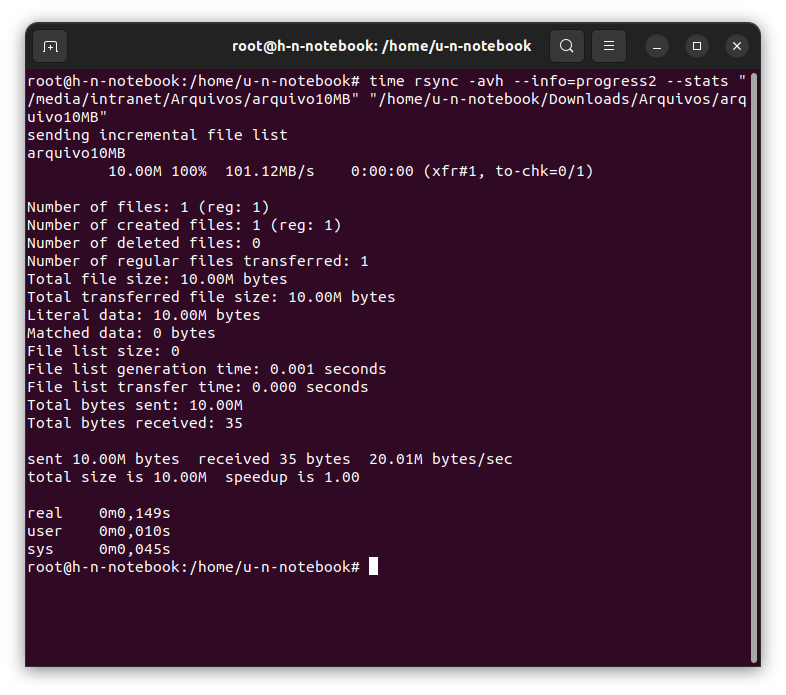 root@h-n-notebook: /home/u-n-notebook
root@h-n-notebook:/home/u-n-notebook# time rsync -avh --info=progress2 --stats "
/media/intranet/Arquivos/arquivo10MB" "/home/u-n-notebook/Downloads/Arquivos/arq
uivo10MB"
sending incremental file list
arquivo10MB
         10.00M 100%  101.12MB/s    0:00:00 (xfr#1, to-chk=0/1)

Number of files: 1 (reg: 1)
Number of created files: 1 (reg: 1)
Number of deleted files: 0
Number of regular files transferred: 1
Total file size: 10.00M bytes
Total transferred file size: 10.00M bytes
Literal data: 10.00M bytes
Matched data: 0 bytes
File list size: 0
File list generation time: 0.001 seconds
File list transfer time: 0.000 seconds
Total bytes sent: 10.00M
Total bytes received: 35

sent 10.00M bytes  received 35 bytes  20.01M bytes/sec
total size is 10.00M  speedup is 1.00

real    0m0,149s
user    0m0,010s
sys     0m0,045s
root@h-n-notebook:/home/u-n-notebook#